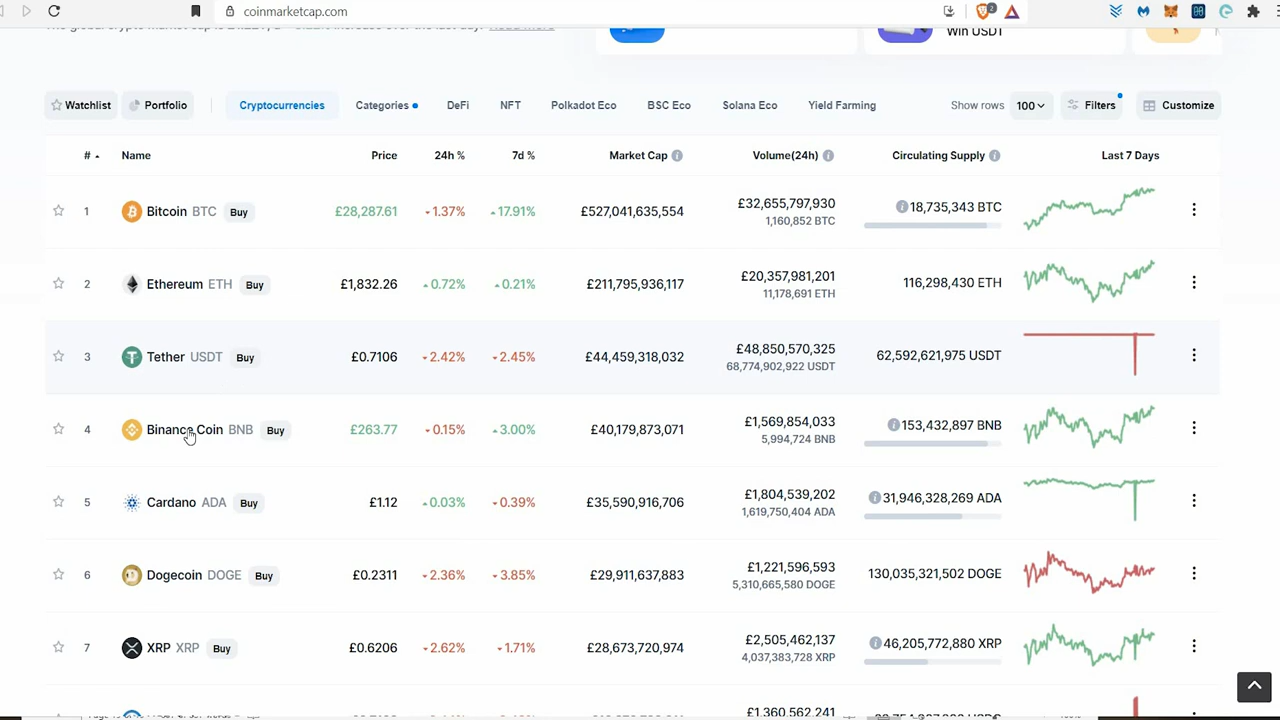 coinmarketcap.com
2
Win USDT
Watchlist Portfolio Cryptocurrencies Categories DeFi NFT Polkadot Eco BSC Eco Solana Eco Yield Farming Show rows 100 Filters Customize
# Name Price 24h % 7d % Market Cap Volume(24h) Circulating Supply Last 7 Days
1 Bitcoin BTC Buy £28,287.61 1.37% 17.91% £527,041,635,554 £32,655,797,930 18,735,343 BTC
1,160,852 BTC
2 Ethereum ETH Buy £1,832.26 0.72% 0.21% £211,795,936,117 £20,357,981,201 116,298,430 ETH
11,178,691 ETH
3 Tether USDT Buy £0.7106 2.42% 2.45% £44,459,318,032 £48,850,570,325 62,592,621,975 USDT
68,774,902,922 USDT
4 Binance Coin BNB Buy £263.77 0.15% 3.00% £40,179,873,071 £1,569,854,033 153,432,897 BNB
5,994,724 BNB
5 Cardano ADA Buy £1.12 0.03% 0.39% £35,590,916,706 £1,804,539,202 31,946,328,269 ADA
1,619,750,404 ADA
6 Dogecoin DOGE Buy £0.2311 2.36% 3.85% £29,911,637,883 £1,221,596,593 130,035,321,502 DOGE
5,310,665,580 DOGE
7 XRP XRP Buy £0.6206 2.62% 1.71% £28,673,720,974 £2,505,462,137 46,205,772,880 XRP
4,037,383,728 XRP
£1,360,562,241